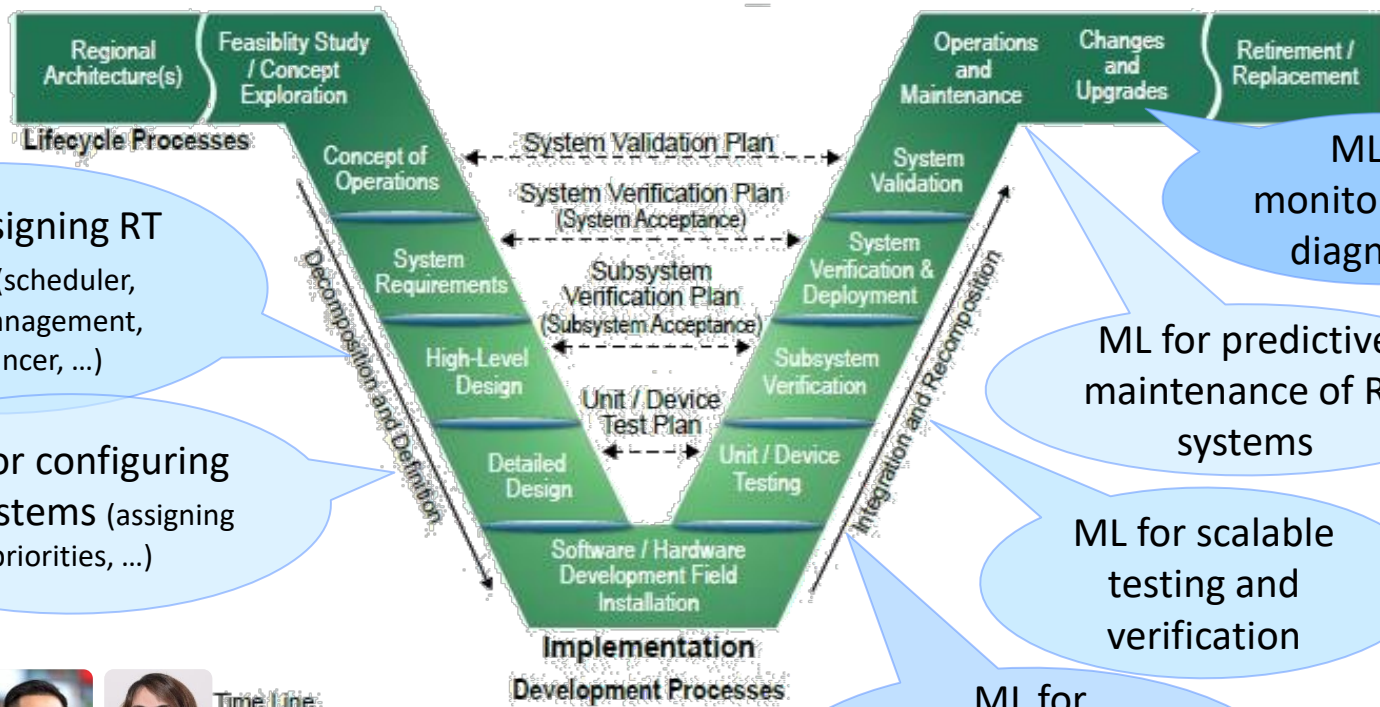 Regional
Architecture(s)
Feasiblity Study
/ Concept
Exploration
Operations
and
Maintenance
Changes
and
Upgrades
Retirement /
Replacement
Lifecycle Processes
Concept of
Operations
System Validation Plan
System
Validation
System Verification Plan
(System Acceptance)
System
Requirements
System
Verification &
Deployment
Subsystem
Verification Plan
(Subsystem Acceptance)
High-Level
Design
Subsystem
Verification
Unit / Device
Test Plan
Detailed
Design
Unit / Device
Testing
Software / Hardware
Development Field
Installation
Implementation
Development Processes
Decomposition and Definition
Integration and Recomposition
Time Line
signing RT
(scheduler,
nagement,
ncer, …)
or configuring
stems (assigning
priorities, …)
ML
monito
diagn
ML for predictive
maintenance of R
systems
ML for scalable
testing and
verification
ML for